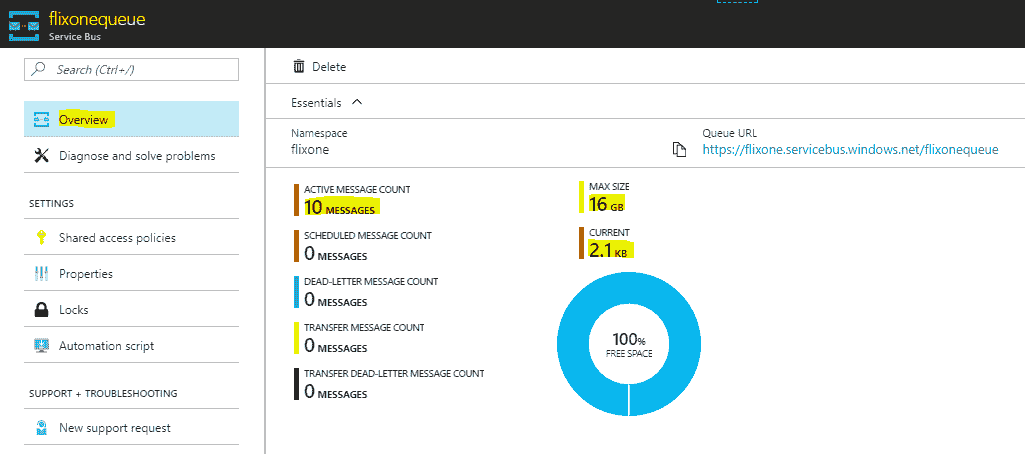 flixonequeue
Service Bus
Search (Ctrl+/)
Overview
Diagnose and solve problems
SETTINGS
Shared access policies
Properties
Locks
Automation script
SUPPORT + TROUBLESHOOTING
New support request
Delete
Essentials
Namespace
flixone
Queue URL
https://flixone.servicebus.windows.net/flixonequeue
ACTIVE MESSAGE COUNT
10 MESSAGES
SCHEDULED MESSAGE COUNT
0 MESSAGES
DEAD-LETTER MESSAGE COUNT
0 MESSAGES
TRANSFER MESSAGE COUNT
0 MESSAGES
TRANSFER DEAD-LETTER MESSAGE COUNT
0 MESSAGES
MAX SIZE
16 GB
CURRENT
2.1 KB
100%
FREE SPACE